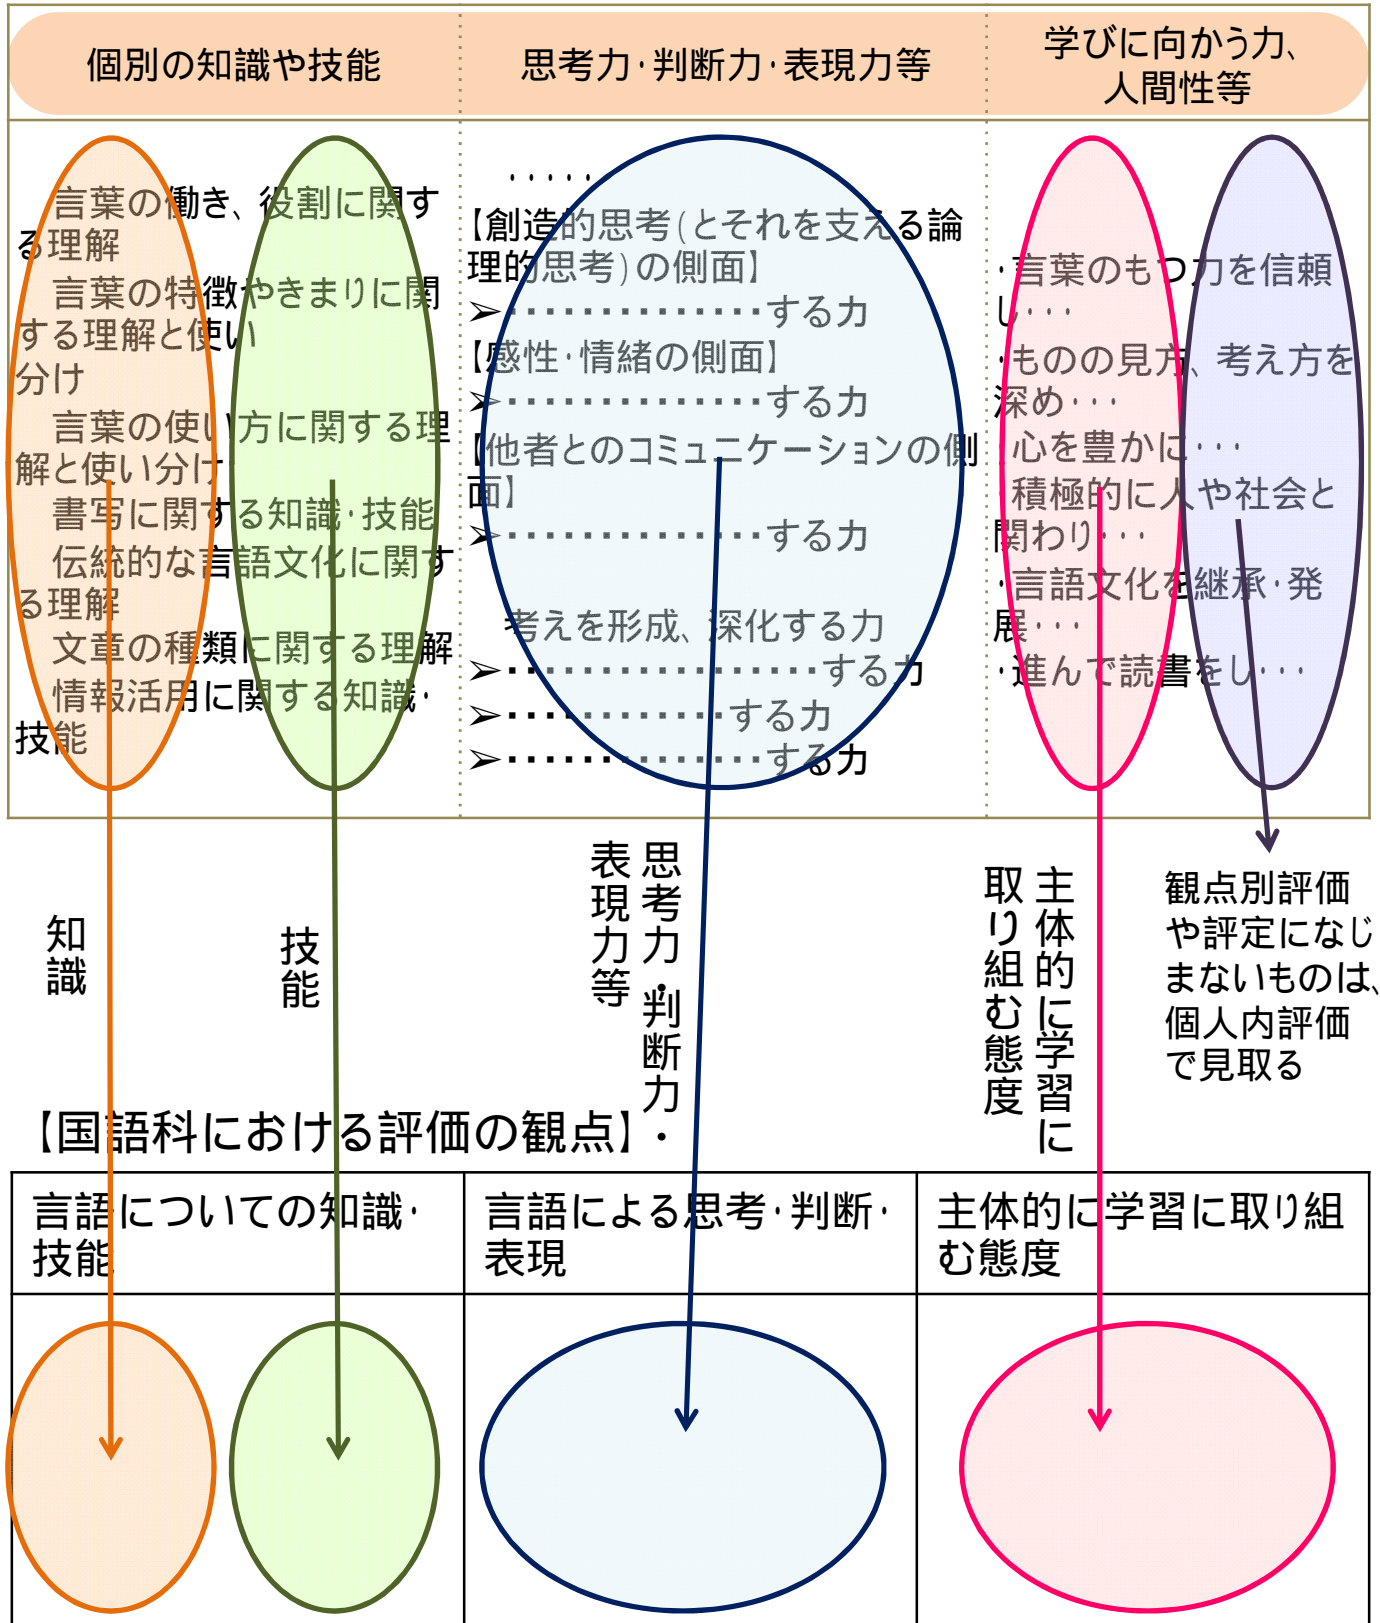 個別の知識や技能
思考力・判断力・表現力等
学びに向かう力、
人間性等
言葉の働き、役割に関す
る理解
言葉の特徴やきまりに関
する理解と使い
分け
言葉の使い方に関する理
解と使い分け
書写に関する知識・技能
伝統的な言語文化に関す
る理解
文章の種類に関する理解
情報活用に関する知識・
技能
・・・・・
【創造的思考(とそれを支える論
理的思考)の側面】
➢・・・・・・・・・・・・・・する力
【感性・情緒の側面】
➢・・・・・・・・・・・・・・する力
【他者とのコミュニケーションの側
面】
➢・・・・・・・・・・・・・・する力
考えを形成、深化する力
➢・・・・・・・・・・・・・・・・・する力
➢・・・・・・・・・・・・する力
➢・・・・・・・・・・・・・・する力
・言葉のもつ力を信頼
し・・・
・ものの見方、考え方を
深め・・・
・心を豊かに・・・
・積極的に人や社会と
関わり・・・
・言語文化を継承・発
展・・・
・進んで読書をし・・・
知識
技能
思考力・判断力・
表現力等
主体的に学習に
取り組む態度
観点別評価
や評定になじ
まないものは、
個人内評価
で見取る
【国語科における評価の観点】
言語についての知識・
技能
言語による思考・判断・
表現
主体的に学習に取り組
む態度